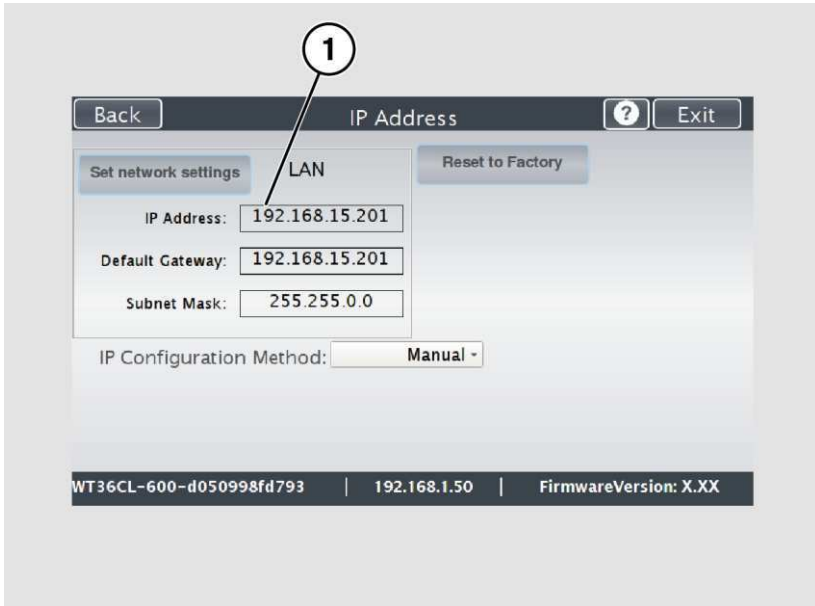 1
Back IP Address ? Exit
Set network settings LAN Reset to Factory
IP Address: 192.168.15.201
Default Gateway: 192.168.15.201
Subnet Mask: 255.255.0.0
IP Configuration Method: Manual
WT36CL-600-d050998fd793 | 192.168.1.50 | FirmwareVersion: X.XX